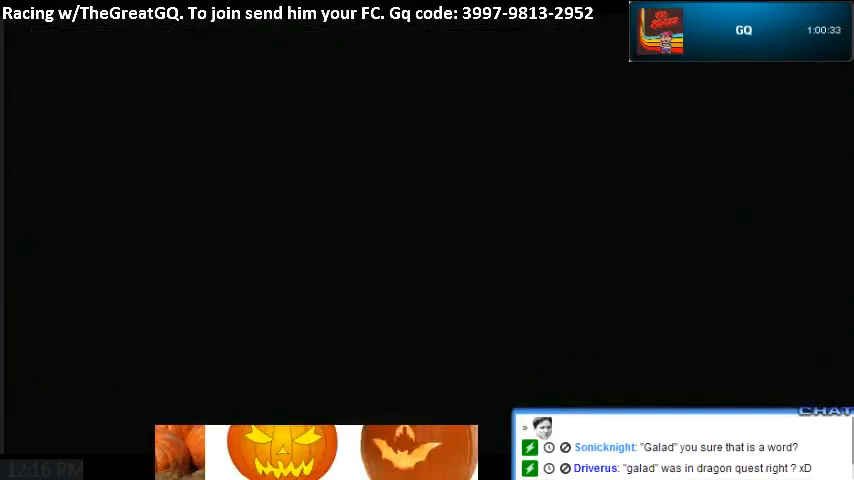 Racing w/TheGreatGQ. To join send him your FC. Gq code: 3997-9813-2952
GQ
1:00:33
CHAT
»
Sonicknight: "Galad" you sure that is a word?
Driverus: "galad" was in dragon quest right ? xD
12:16 PM